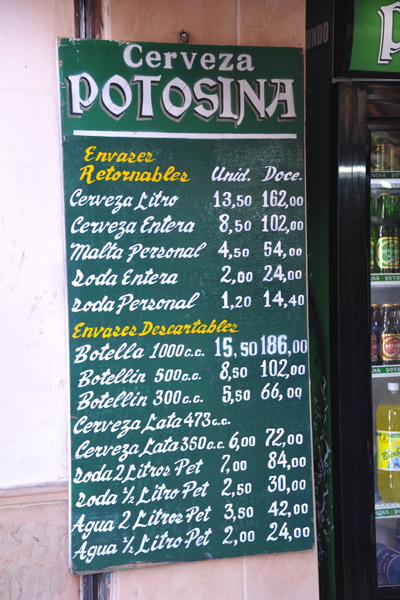 Cerveza
POTOSINA
Envases
Retornables Unid. Doce.
Cerveza Litro 13,50 162,00
Cerveza Entera 8,50 102,00
Malta Personal 4,50 54,00
Soda Entera 2,00 24,00
Soda Personal 1,20 14,40
Envases Descartables
Botella 1000c.c. 15,50 186,00
Botellin 500c.c. 8,50 102,00
Botellin 300c.c. 5,50 66,00
Cerveza Lata 473c.c.
Cerveza Lata 350c.c. 6,00 72,00
Soda 2 Litros Pet 7,00 84,00
Soda ½ Litro Pet 2,50 30,00
Agua 2 Litros Pet 3,50 42,00
Agua ½ Litro Pet 2,00 24,00